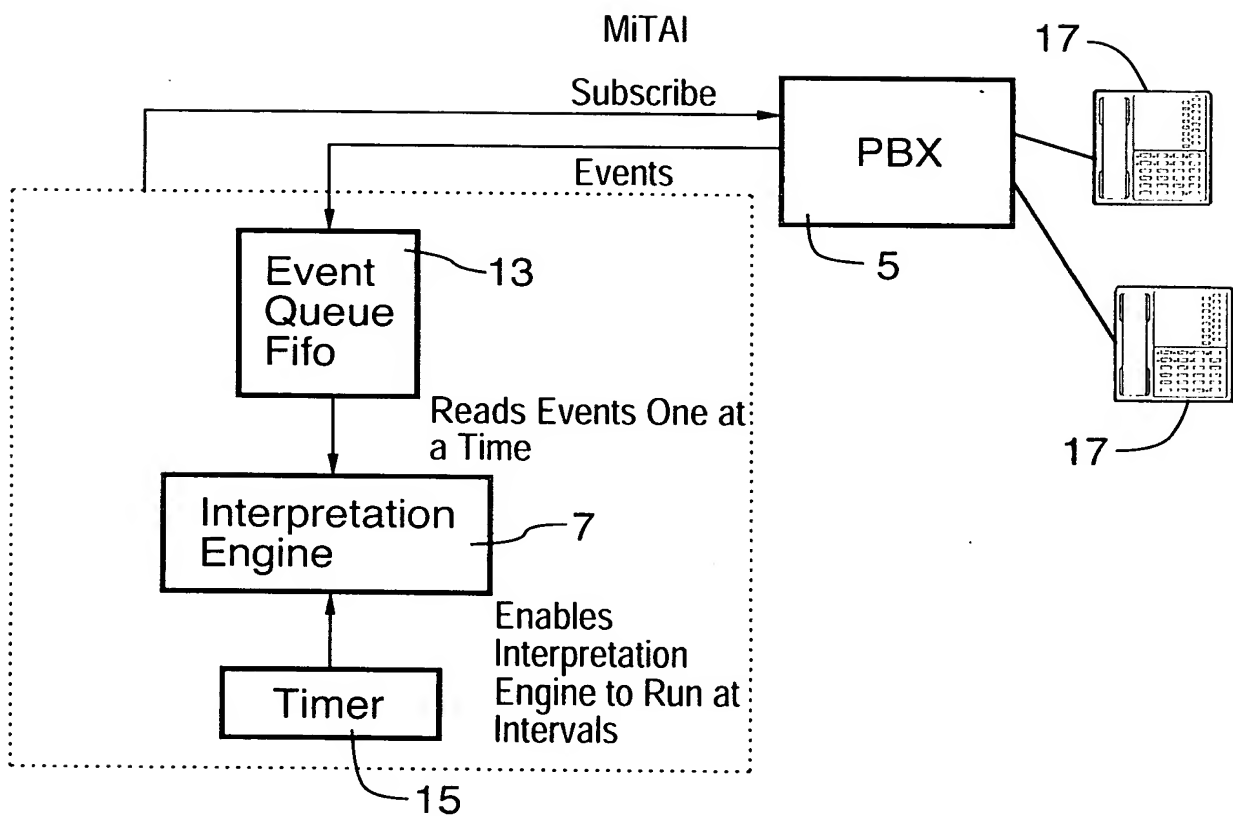 MiTAI
17
Subscribe
PBX
Events
5
Event
Queue
Fifo
13
17
Reads Events One at
a Time
Interpretation
Engine
7
Enables
Interpretation
Engine to Run at
Intervals
Timer
15